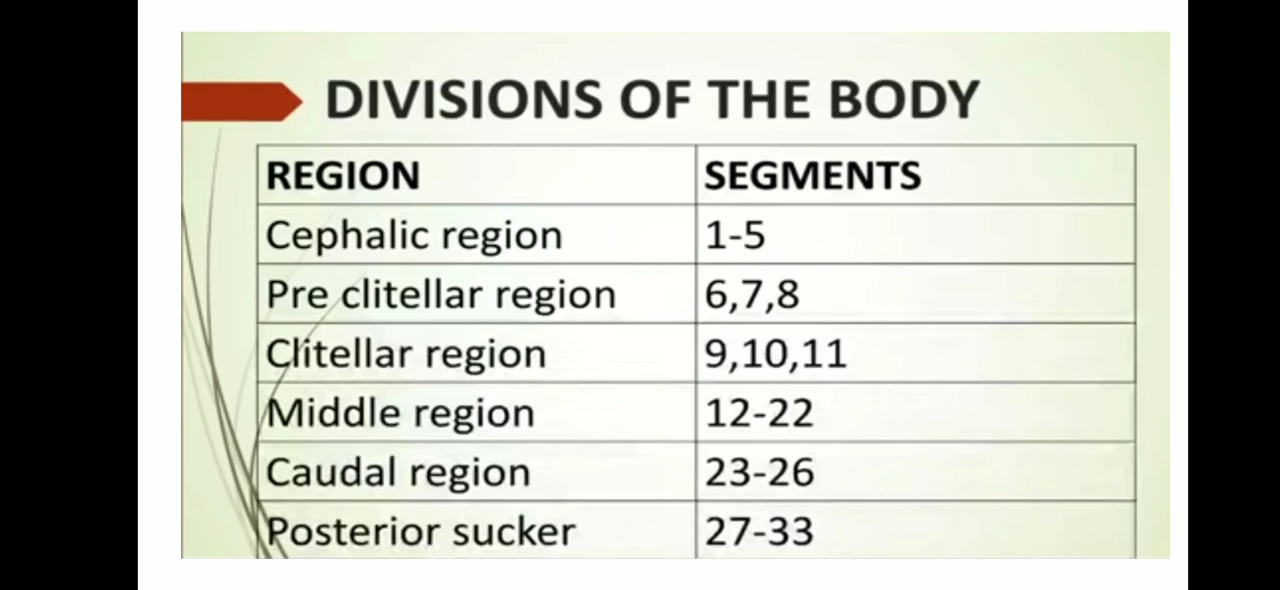 DIVISIONS OF THE BODY
REGION SEGMENTS
Cephalic region 1-5
Pre clitellar region 6,7,8
Clitellar region 9,10,11
Middle region 12-22
Caudal region 23-26
Posterior sucker 27-33